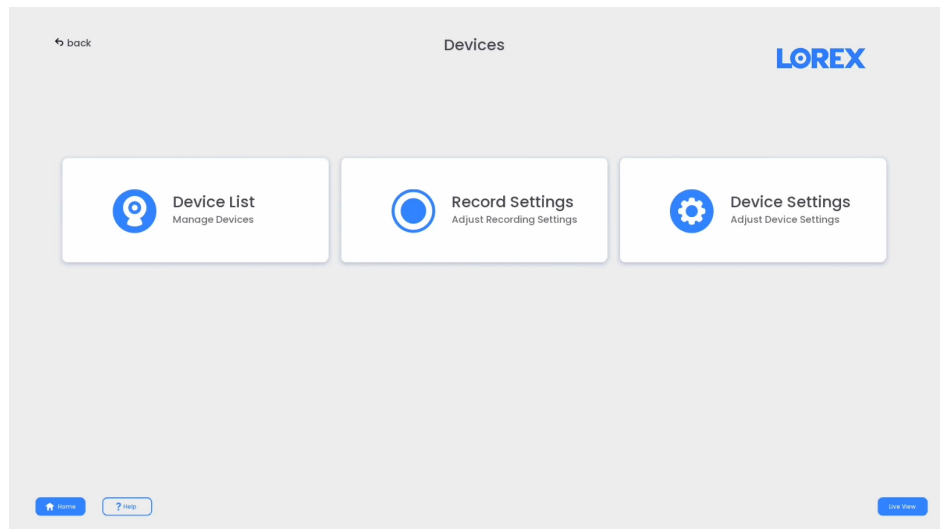 back
Devices
LOREX
Device List
Manage Devices
Record Settings
Adjust Recording Settings
Device Settings
Adjust Device Settings
Home
? Help
Live View